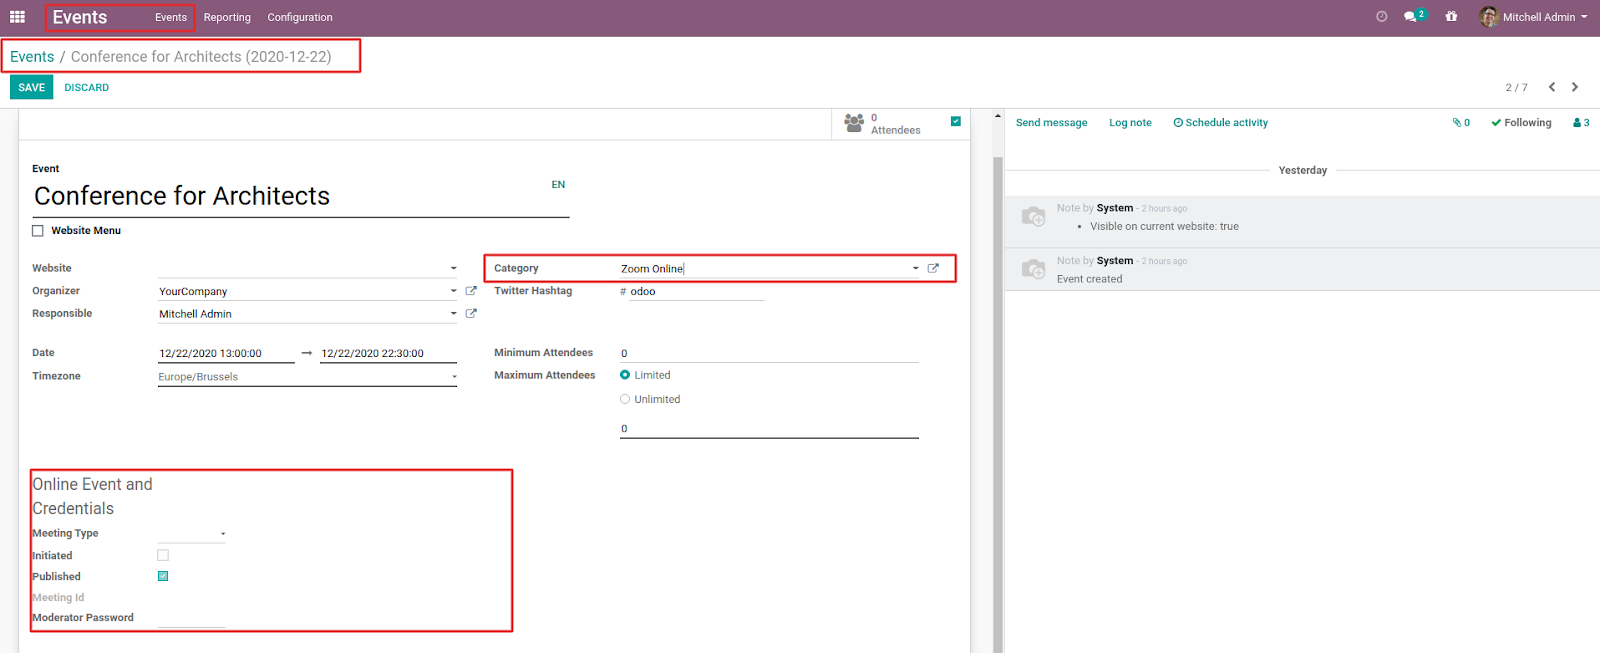 Events Events Reporting Configuration 2 Mitchell Admin
Events / Conference for Architects (2020-12-22)
SAVE DISCARD 2 / 7
0
Attendees
Send message Log note Schedule activity 0 Following 3
Event
Conference for Architects EN
Website Menu
Yesterday
Note by System - 2 hours ago
• Visible on current website: true
Note by System - 2 hours ago
Event created
Website
Organizer YourCompany
Responsible Mitchell Admin
Category Zoom Online
Twitter Hashtag # odoo
Date 12/22/2020 13:00:00 → 12/22/2020 22:30:00
Timezone Europe/Brussels
Minimum Attendees 0
Maximum Attendees Limited
Unlimited
0
Online Event and
Credentials
Meeting Type
Initiated
Published
Meeting Id
Moderator Password